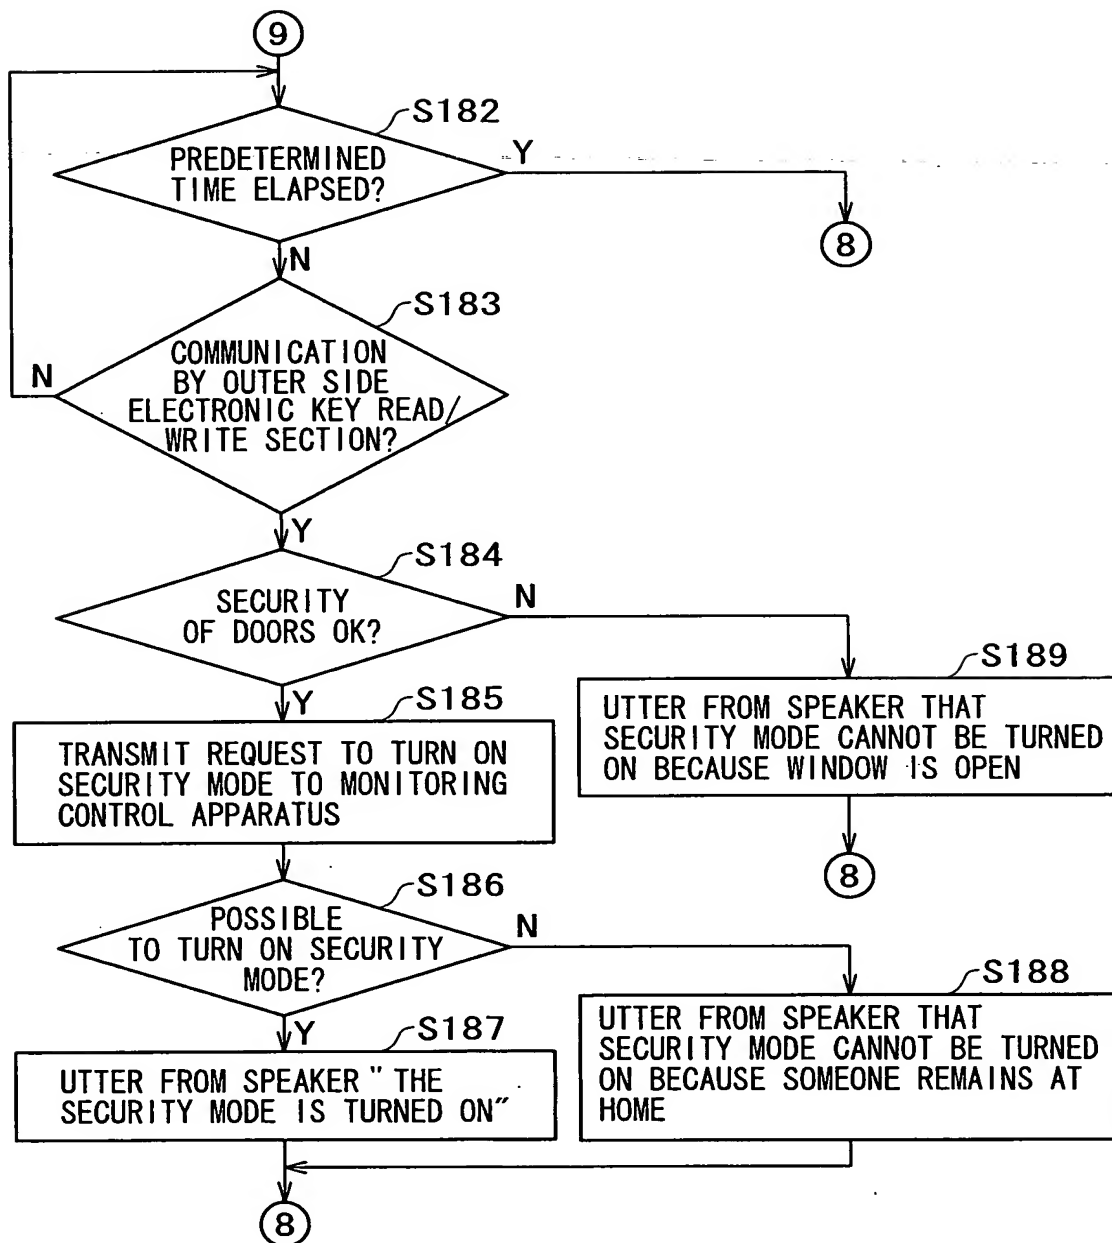 9
S182
PREDETERMINED
TIME ELAPSED?
Y
8
N
S183
COMMUNICATION
BY OUTER SIDE
ELECTRONIC KEY READ/
WRITE SECTION?
N
Y
S184
SECURITY
OF DOORS OK?
N
Y
S189
UTTER FROM SPEAKER THAT
SECURITY MODE CANNOT BE TURNED
ON BECAUSE WINDOW IS OPEN
8
S185
TRANSMIT REQUEST TO TURN ON
SECURITY MODE TO MONITORING
CONTROL APPARATUS
S186
POSSIBLE
TO TURN ON SECURITY
MODE?
N
Y
S188
UTTER FROM SPEAKER THAT
SECURITY MODE CANNOT BE TURNED
ON BECAUSE SOMEONE REMAINS AT
HOME
S187
UTTER FROM SPEAKER " THE
SECURITY MODE IS TURNED ON"
8